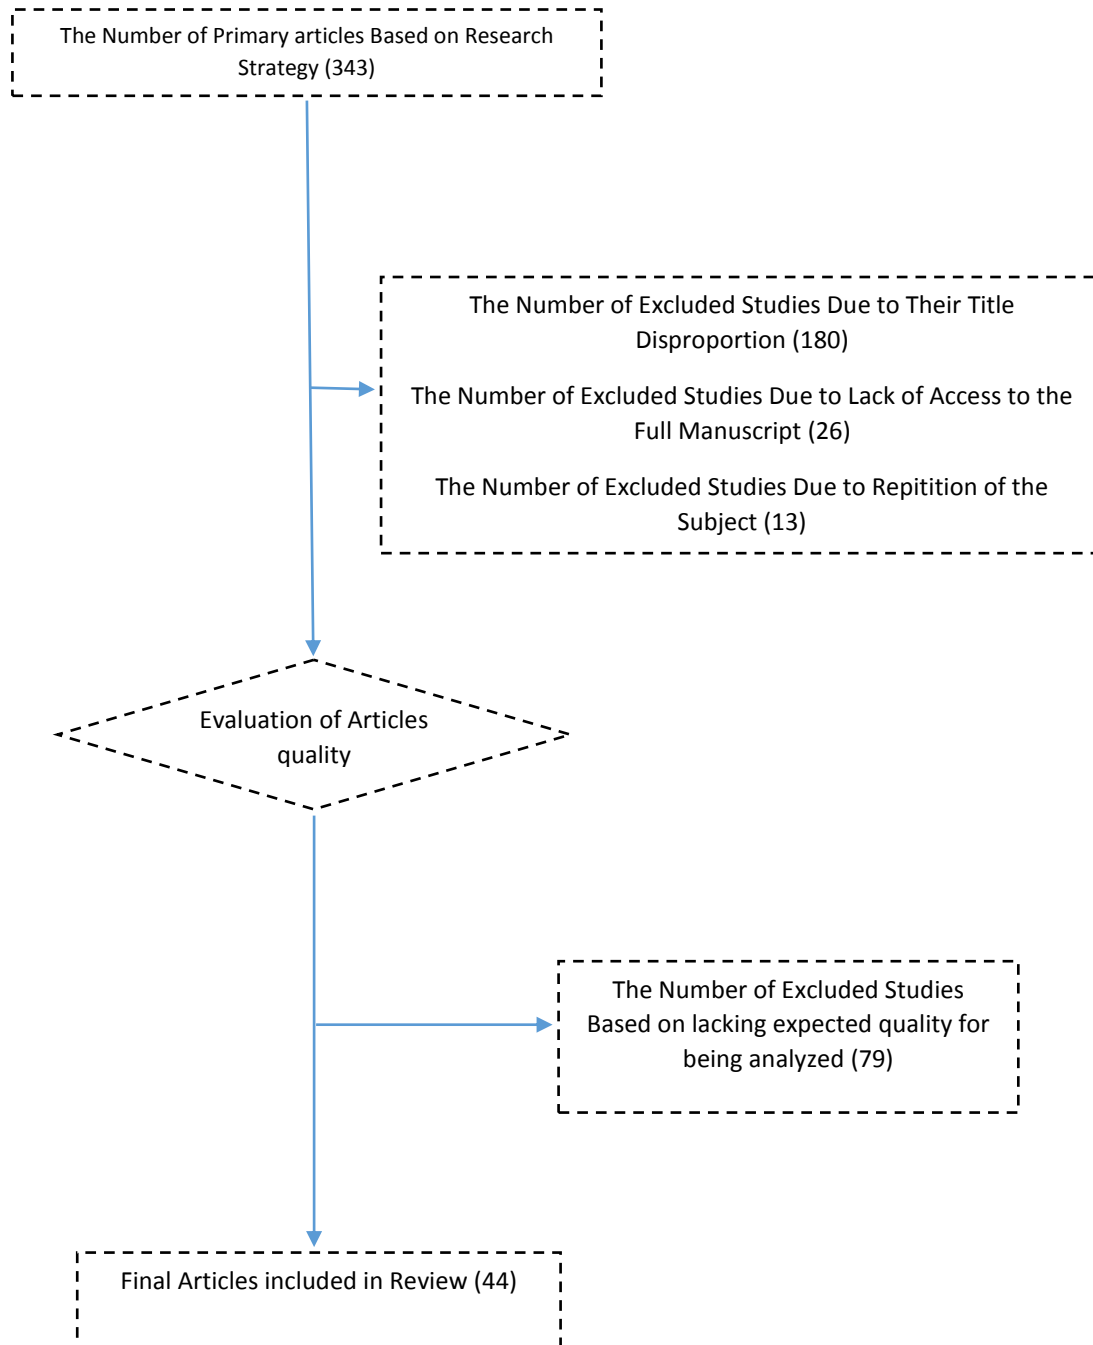 The Number of Primary articles Based on Research
Strategy (343)
The Number of Excluded Studies Due to Their Title
Disproportion (180)
The Number of Excluded Studies Due to Lack of Access to the
Full Manuscript (26)
The Number of Excluded Studies Due to Repitition of the
Subject (13)
Evaluation of Articles
quality
The Number of Excluded Studies
Based on lacking expected quality for
being analyzed (79)
Final Articles included in Review (44)